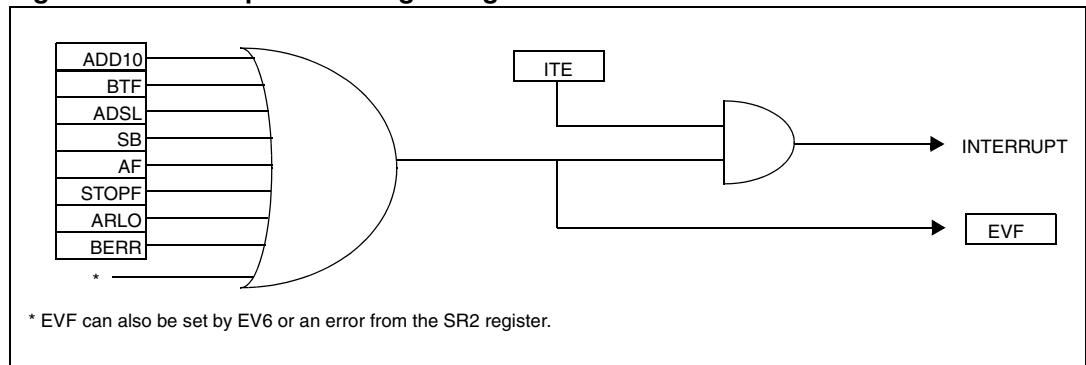 ADD10
BTF
ADSL
SB
AF
STOPF
ARLO
BERR
*
ITE
INTERRUPT
EVF
* EVF can also be set by EV6 or an error from the SR2 register.